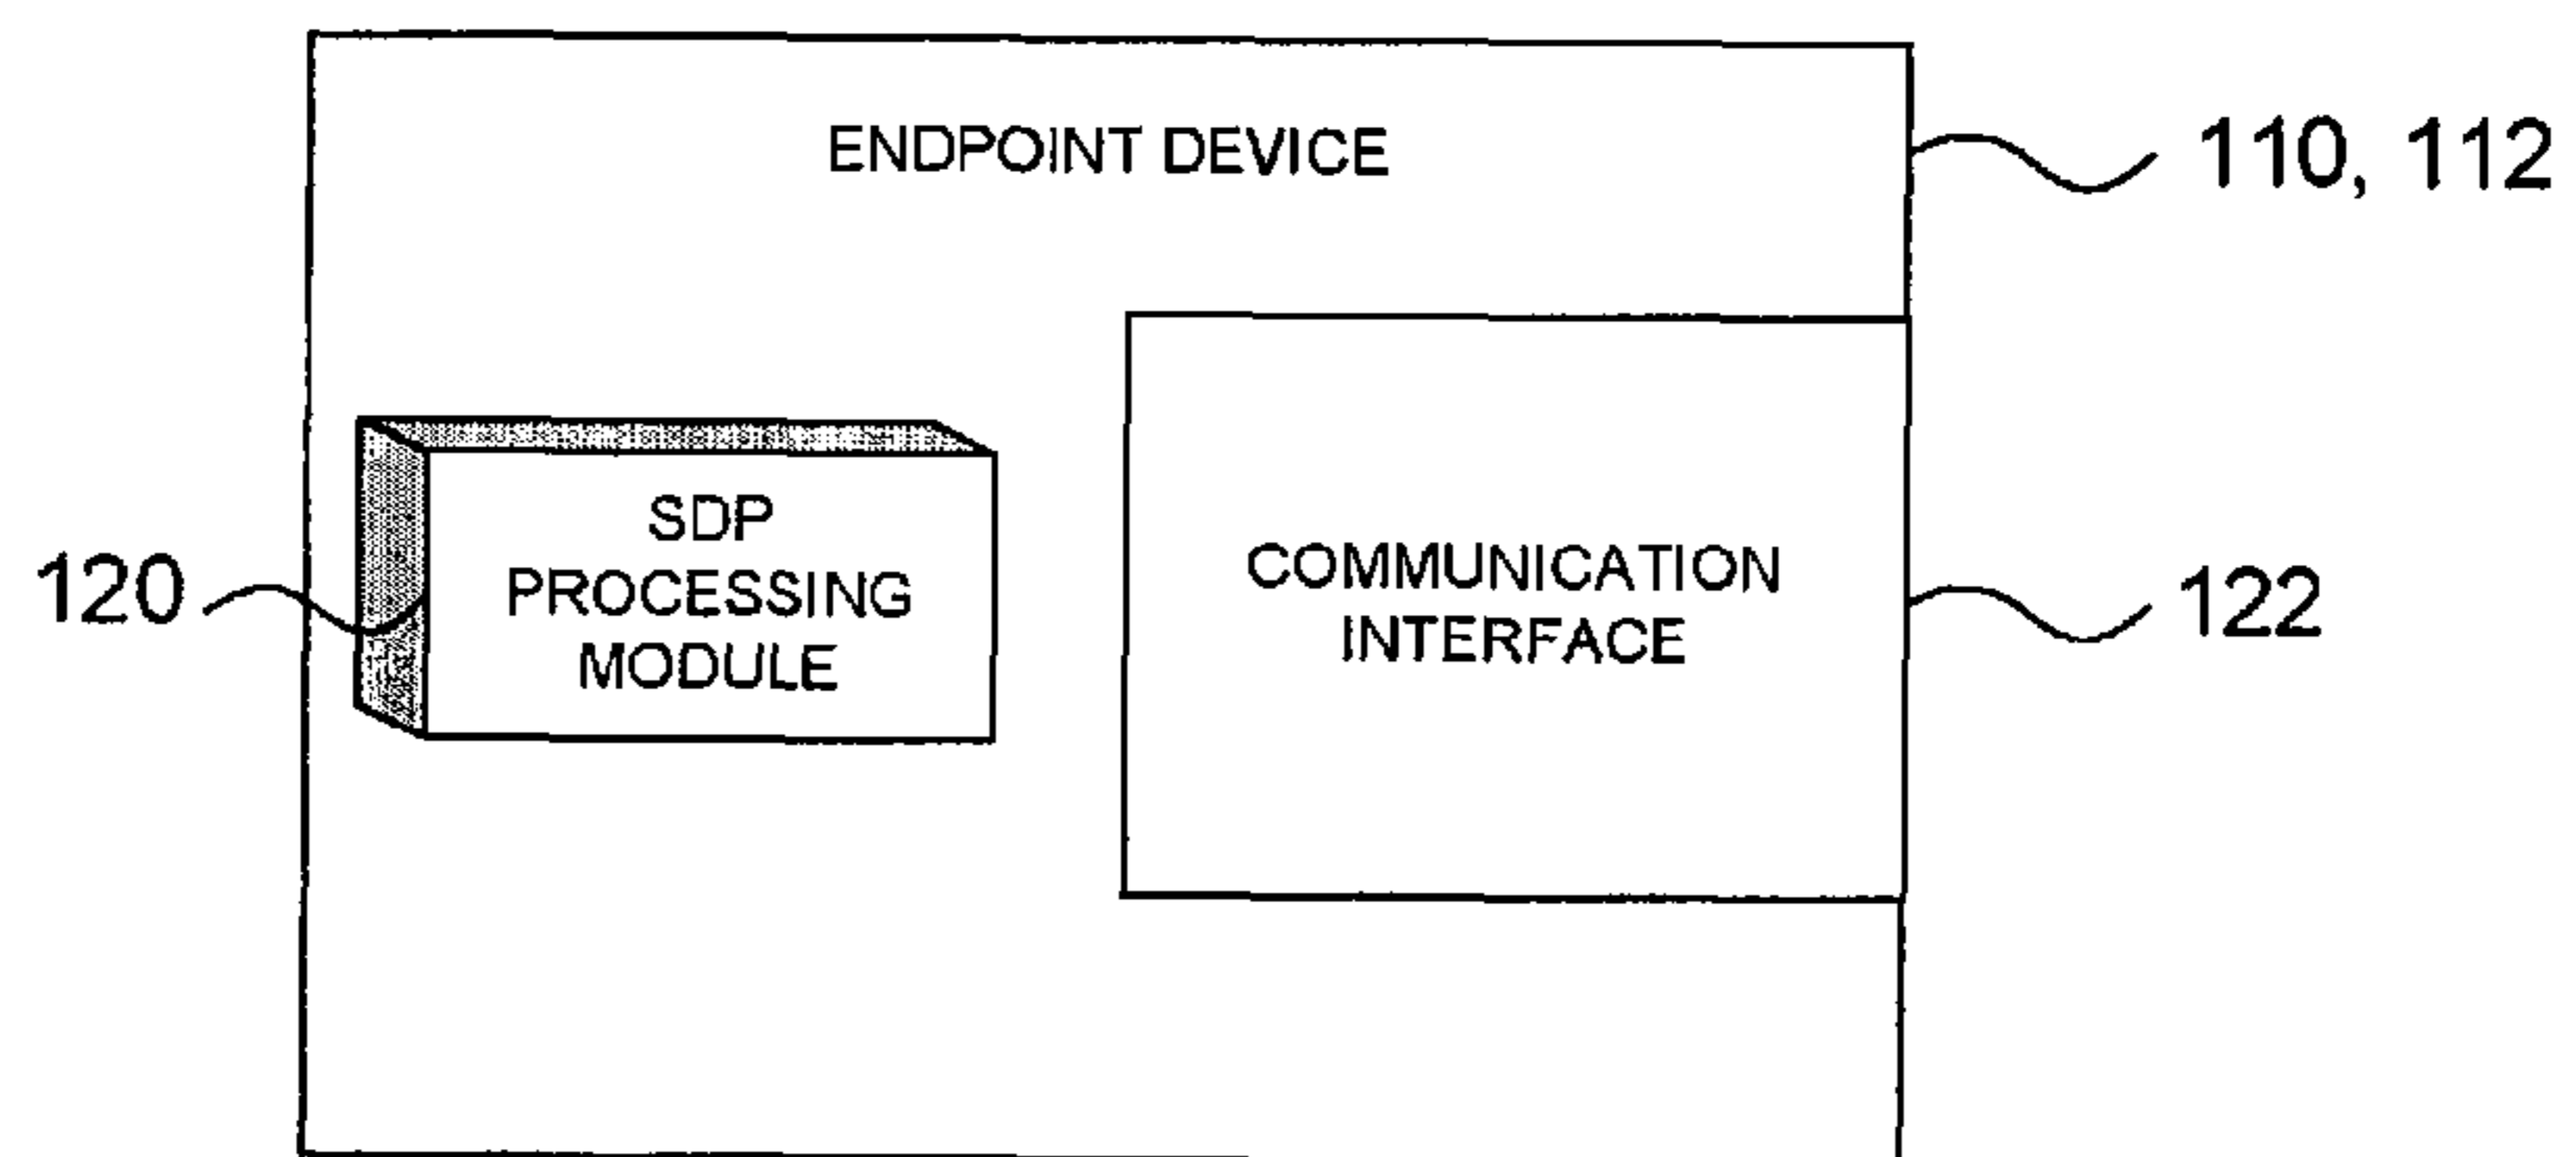 ENDPOINT DEVICE
110, 112
SDP
PROCESSING
MODULE
120
COMMUNICATION
INTERFACE
122